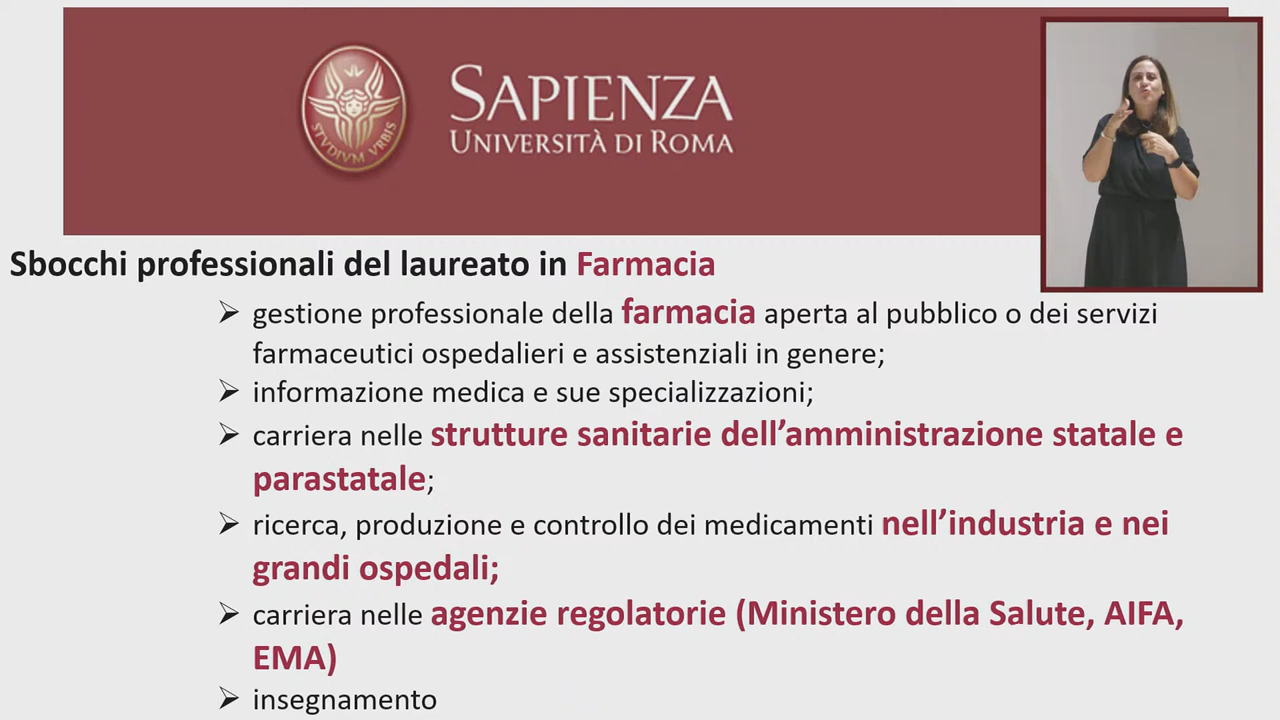 STVDIVM VRBIS
SAPIENZA
UNIVERSITÀ DI ROMA
Sbocchi professionali del laureato in Farmacia
➢ gestione professionale della farmacia aperta al pubblico o dei servizi
farmaceutici ospedalieri e assistenziali in genere;
➢ informazione medica e sue specializzazioni;
➢ carriera nelle strutture sanitarie dell’amministrazione statale e
parastatale;
➢ ricerca, produzione e controllo dei medicamenti nell’industria e nei
grandi ospedali;
➢ carriera nelle agenzie regolatorie (Ministero della Salute, AIFA,
EMA)
➢ insegnamento